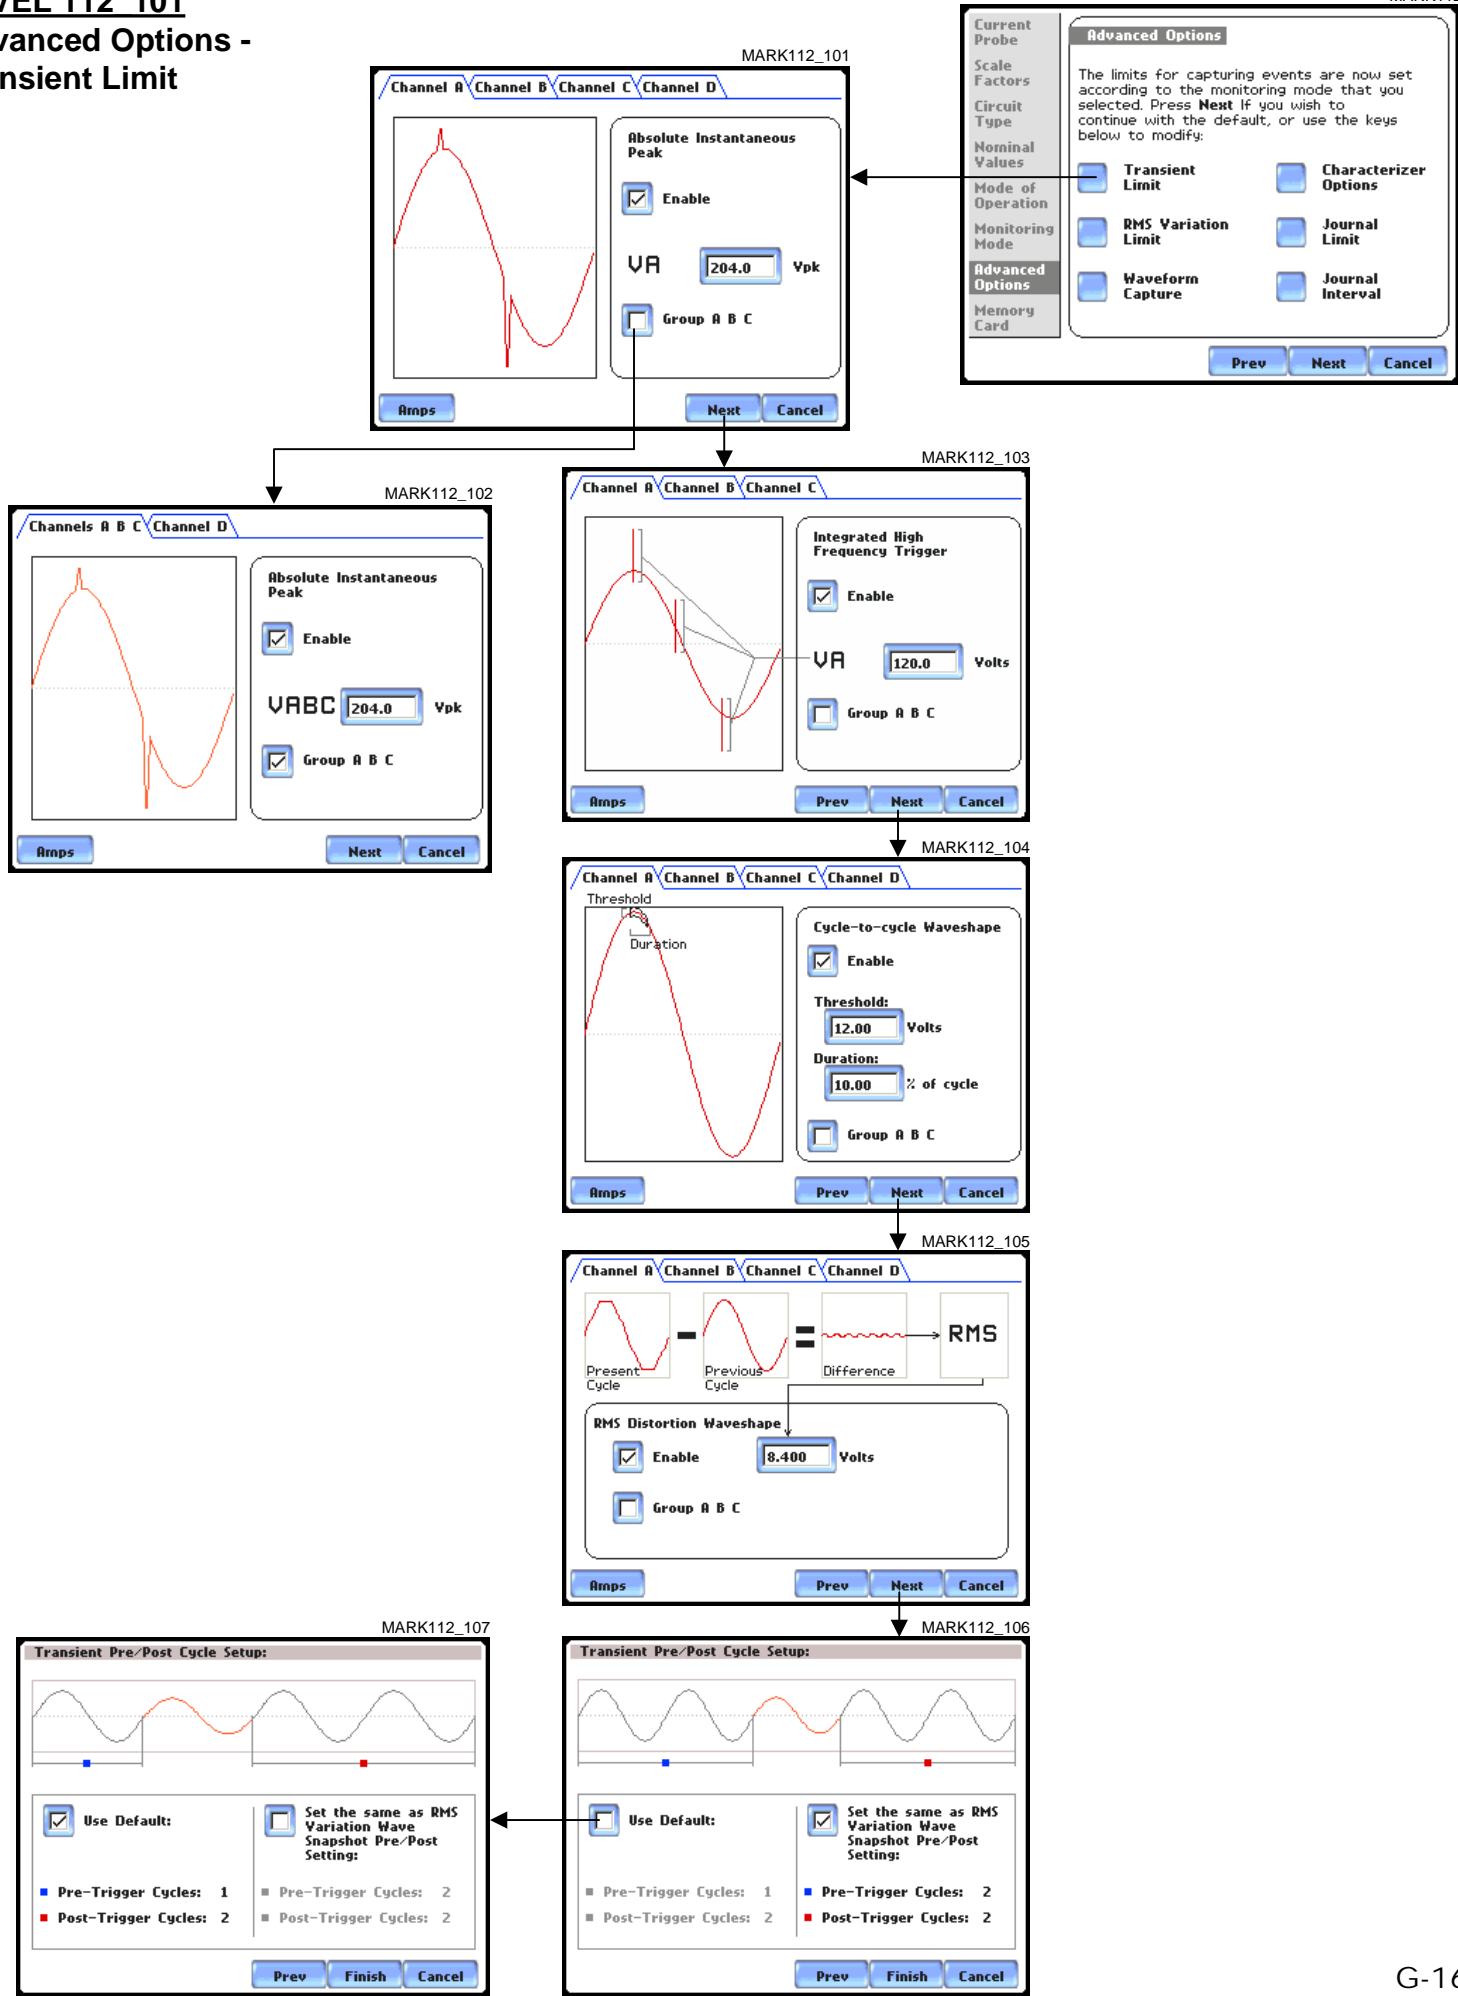 VEL 112_101
vanced Options -
nsient Limit
MARK112_101
Channel A Channel B Channel C Channel D
Absolute Instantaneous
Peak
Enable
VA 204.0 Vpk
Group A B C
Amps Next Cancel
Current
Probe
Scale
Factors
Circuit
Type
Nominal
Values
Mode of
Operation
Monitoring
Mode
Advanced
Options
Memory
Card
Advanced Options
The limits for capturing events are now set
according to the monitoring mode that you
selected. Press Next If you wish to
continue with the default, or use the keys
below to modify:
Transient
Limit
Characterizer
Options
RMS Variation
Limit
Journal
Limit
Waveform
Capture
Journal
Interval
Prev Next Cancel
MARK112_102
Channels A B C Channel D
Absolute Instantaneous
Peak
Enable
VABC 204.0 Vpk
Group A B C
Amps Next Cancel
MARK112_103
Channel A Channel B Channel C
Integrated High
Frequency Trigger
Enable
VA 120.0 Volts
Group A B C
Amps Prev Next Cancel
MARK112_104
Channel A Channel B Channel C Channel D
Threshold
Duration
Cycle-to-cycle Waveshape
Enable
Threshold:
12.00 Volts
Duration:
10.00 % of cycle
Group A B C
Amps Prev Next Cancel
MARK112_105
Channel A Channel B Channel C Channel D
Present
Cycle
Previous
Cycle
Difference
RMS
RMS Distortion Waveshape
Enable 8.400 Volts
Group A B C
Amps Prev Next Cancel
MARK112_107
Transient Pre/Post Cycle Setup:
Use Default:
Set the same as RMS
Variation Wave
Snapshot Pre/Post
Setting:
Pre-Trigger Cycles: 1 Pre-Trigger Cycles: 2
Post-Trigger Cycles: 2 Post-Trigger Cycles: 2
Prev Finish Cancel
MARK112_106
Transient Pre/Post Cycle Setup:
Use Default:
Set the same as RMS
Variation Wave
Snapshot Pre/Post
Setting:
Pre-Trigger Cycles: 1 Pre-Trigger Cycles: 2
Post-Trigger Cycles: 2 Post-Trigger Cycles: 2
Prev Finish Cancel
G-16